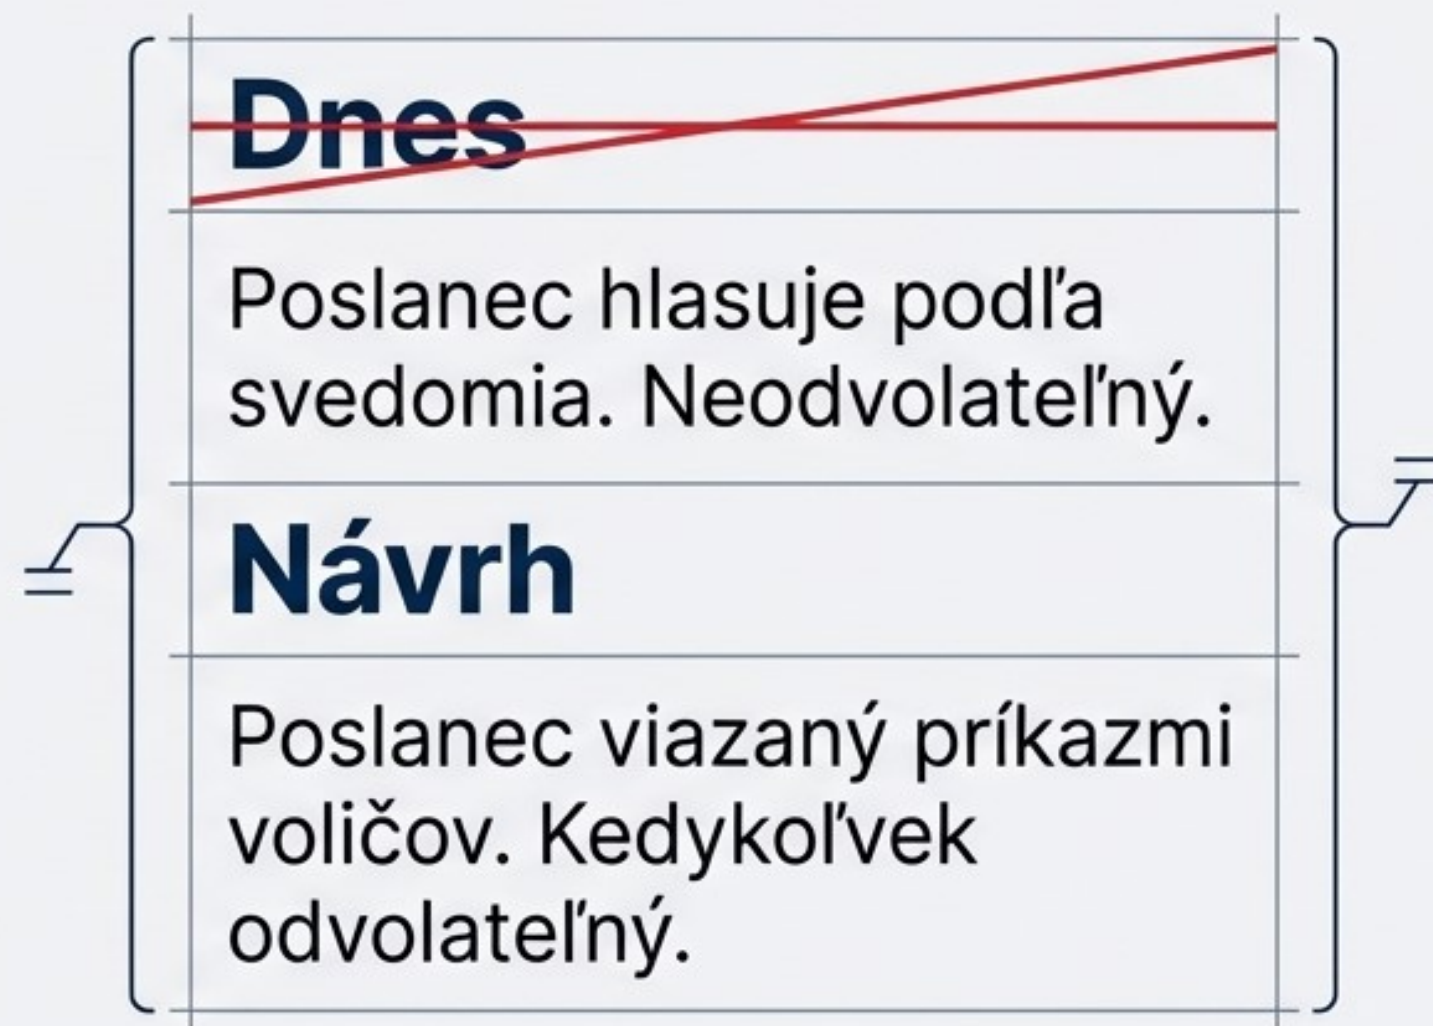 Dnes
Poslanec hlasuje podľa
svedomia. Neodvolateľný.
Návrh
Poslanec viazaný príkazmi
voličov. Kedykoľvek
odvolateľný.